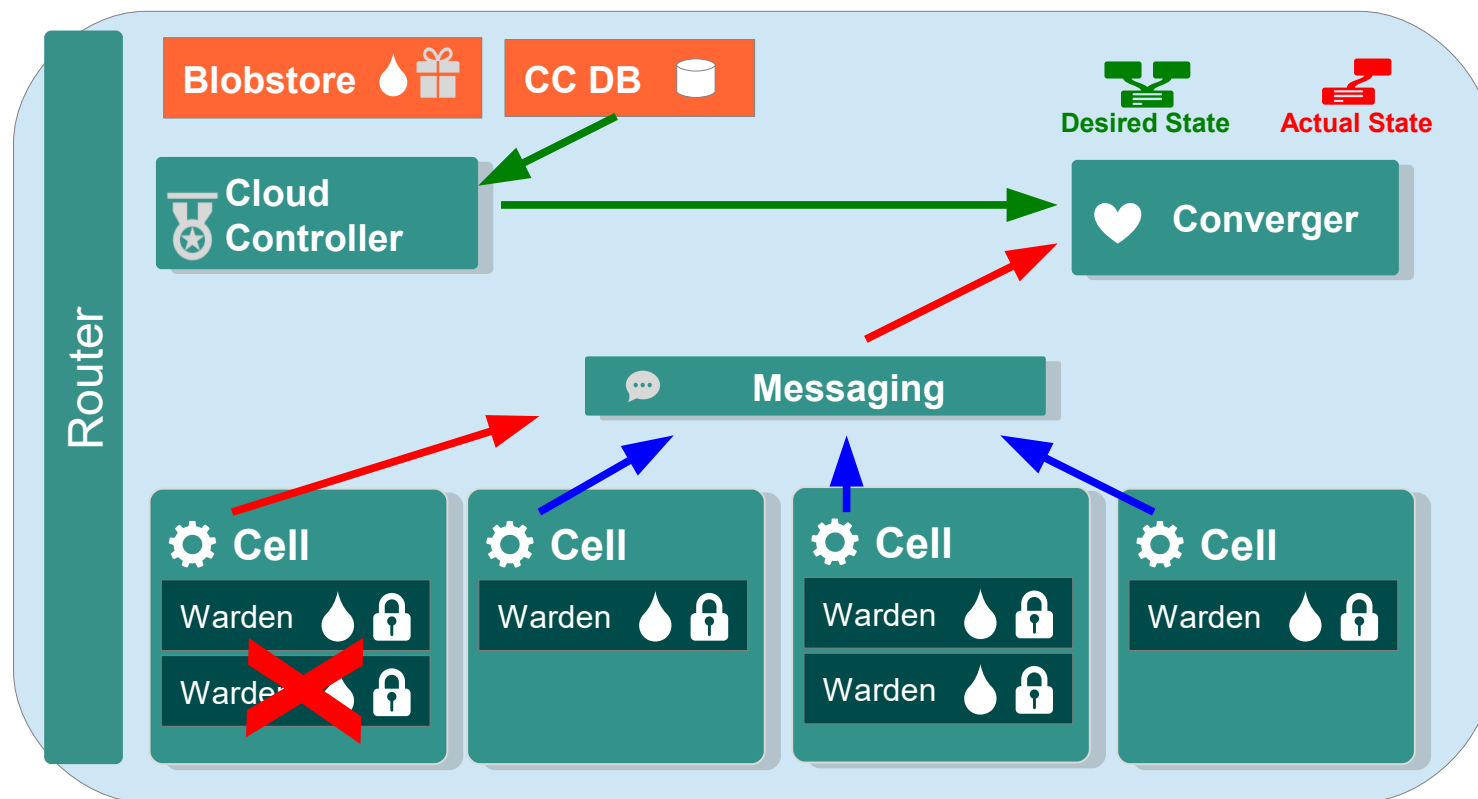 Router
Blobstore
CC DB
Desired State
Actual State
Cloud
Controller
Converger
Messaging
Cell
Warden
Warden
Cell
Warden
Cell
Warden
Warden
Cell
Warden